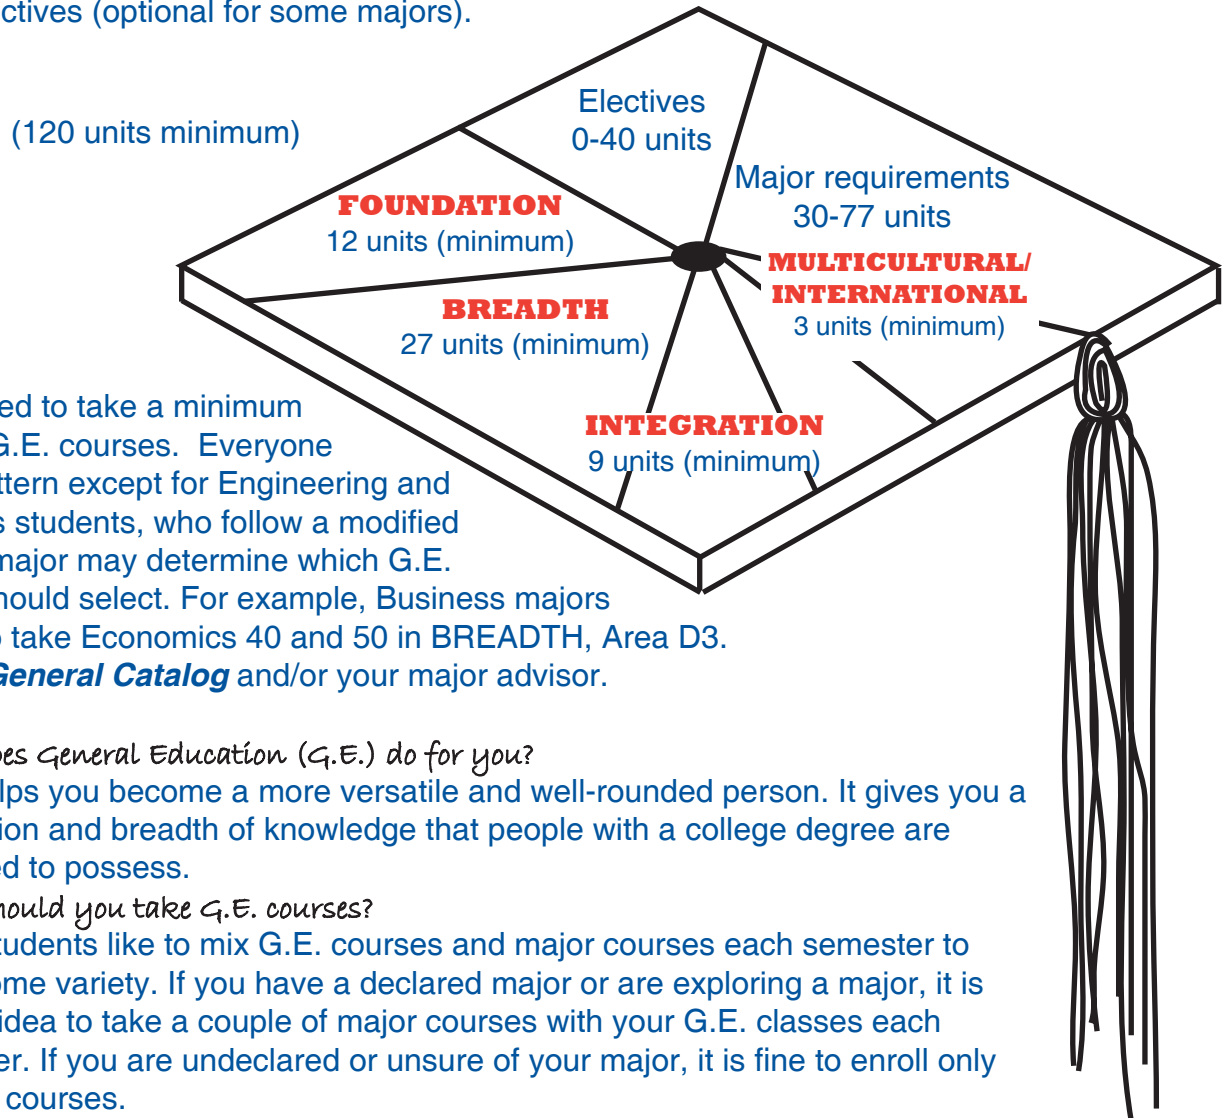 ctives (optional for some majors).
(120 units minimum)
Electives
0-40 units
Major requirements
30-77 units
FOUNDATION
12 units (minimum)
MULTICULTURAL/
INTERNATIONAL
3 units (minimum)
BREADTH
27 units (minimum)
INTEGRATION
9 units (minimum)
ed to take a minimum
G.E. courses.  Everyone
ttern except for Engineering and
s students, who follow a modified
major may determine which G.E.
hould select. For example, Business majors
o take Economics 40 and 50 in BREADTH, Area D3.
General Catalog and/or your major advisor.
oes General Education (G.E.) do for you?
lps you become a more versatile and well-rounded person. It gives you a
ion and breadth of knowledge that people with a college degree are
ed to possess.
hould you take G.E. courses?
tudents like to mix G.E. courses and major courses each semester to
ome variety. If you have a declared major or are exploring a major, it is
idea to take a couple of major courses with your G.E. classes each
er. If you are undeclared or unsure of your major, it is fine to enroll only
courses.